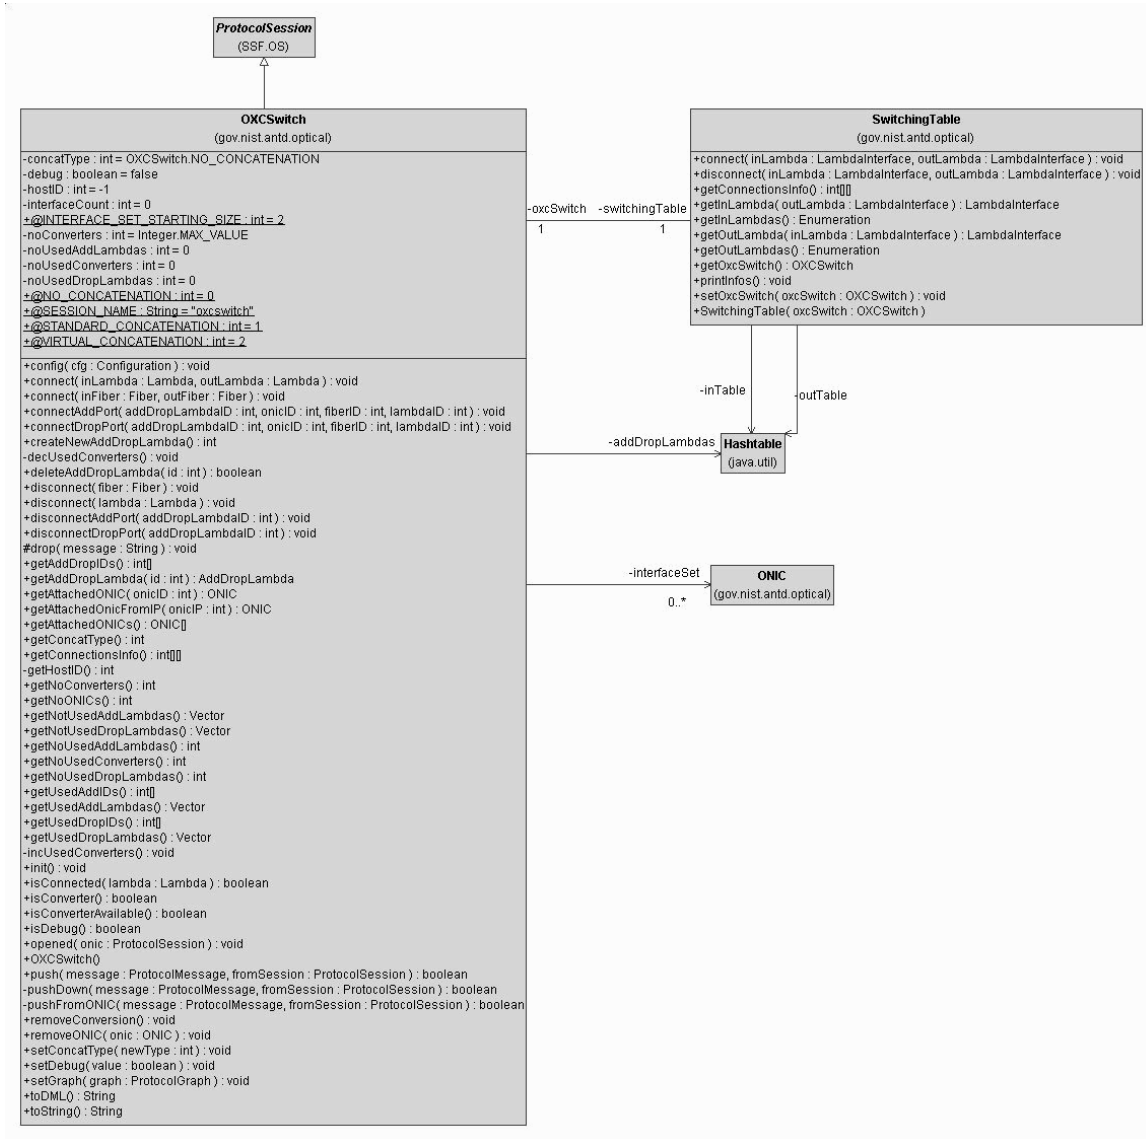 ProtocolSession
(SSF.OS)
OXCSwitch
(gov.nist.antd.optical)
-concatType : int = OXCSwitch.NO_CONCATENATION
-debug : boolean = false
-hostID : int = -1
-interfaceCount : int = 0
+@INTERFACE_SET_STARTING_SIZE : int = 2
-noConverters : int = Integer.MAX_VALUE
-noUsedAddLambdas : int = 0
-noUsedConverters : int = 0
-noUsedDropLambdas : int = 0
+@NO_CONCATENATION : int = 0
+@SESSION_NAME : String = "oxcswitch"
+@STANDARD_CONCATENATION : int = 1
+@VIRTUAL_CONCATENATION : int = 2
+config( cfg : Configuration ) : void
+connect( inLambda : Lambda, outLambda : Lambda ) : void
+connect( inFiber : Fiber, outFiber : Fiber ) : void
+connectAddPort( addDropLambdaID : int, onicID : int, fiberID : int, lambdaID : int ) : void
+connectDropPort( addDropLambdaID : int, onicID : int, fiberID : int, lambdaID : int ) : void
+createNewAddDropLambda() : int
-decUsedConverters() : void
+deleteAddDropLambda( id : int ) : boolean
+disconnect( fiber : Fiber ) : void
+disconnect( lambda : Lambda ) : void
+disconnectAddPort( addDropLambdaID : int ) : void
+disconnectDropPort( addDropLambdaID : int ) : void
#drop( message : String ) : void
+getAddDropIDs() : int[]
+getAddDropLambda( id : int ) : AddDropLambda
+getAttachedONIC( onicID : int ) : ONIC
+getAttachedOnicFromIP( onicIP : int ) : ONIC
+getAttachedONICs() : ONIC[]
+getConcatType() : int
+getConnectionsInfo() : int[][]
-getHostID() : int
+getNoConverters() : int
+getNoONICs() : int
+getNotUsedAddLambdas() : Vector
+getNotUsedDropLambdas() : Vector
+getNoUsedAddLambdas() : int
+getNoUsedConverters() : int
+getNoUsedDropLambdas() : int
+getUsedAddIDs() : int[]
+getUsedAddLambdas() : Vector
+getUsedDropIDs() : int[]
+getUsedDropLambdas() : Vector
-incUsedConverters() : void
+init() : void
+isConnected( lambda : Lambda ) : boolean
+isConverter() : boolean
+isConverterAvailable() : boolean
+isDebug() : boolean
+opened( onic : ProtocolSession ) : void
+OXCSwitch()
+push( message : ProtocolMessage, fromSession : ProtocolSession ) : boolean
-pushDown( message : ProtocolMessage, fromSession : ProtocolSession ) : boolean
-pushFromONIC( message : ProtocolMessage, fromSession : ProtocolSession ) : boolean
+removeConversion() : void
+removeONIC( onic : ONIC ) : void
+setConcatType( newType : int ) : void
+setDebug( value : boolean ) : void
+setGraph( graph : ProtocolGraph ) : void
+toDML() : String
+toString() : String
-oxcSwitch -switchingTable
1 1
SwitchingTable
(gov.nist.antd.optical)
+connect( inLambda : LambdaInterface, outLambda : LambdaInterface ) : void
+disconnect( inLambda : LambdaInterface, outLambda : LambdaInterface ) : void
+getConnectionsInfo() : int[][]
+getInLambda( outLambda : LambdaInterface ) : LambdaInterface
+getInLambdas() : Enumeration
+getOutLambda( inLambda : LambdaInterface ) : LambdaInterface
+getOutLambdas() : Enumeration
+getOxcSwitch() : OXCSwitch
+printInfos() : void
+setOxcSwitch( oxcSwitch : OXCSwitch ) : void
+SwitchingTable( oxcSwitch : OXCSwitch )
-inTable
-outTable
-addDropLambdas
Hashtable
(java.util)
-interfaceSet
0..*
ONIC
(gov.nist.antd.optical)